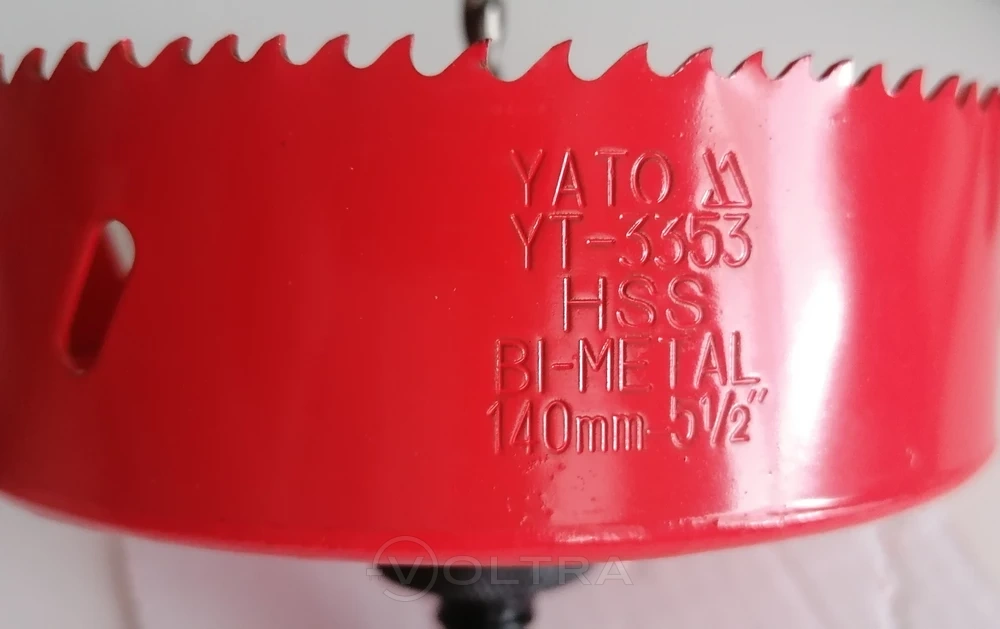 YATO
YT-3353
HSS
BI-METAL
140mm-5½"
VOLTRA